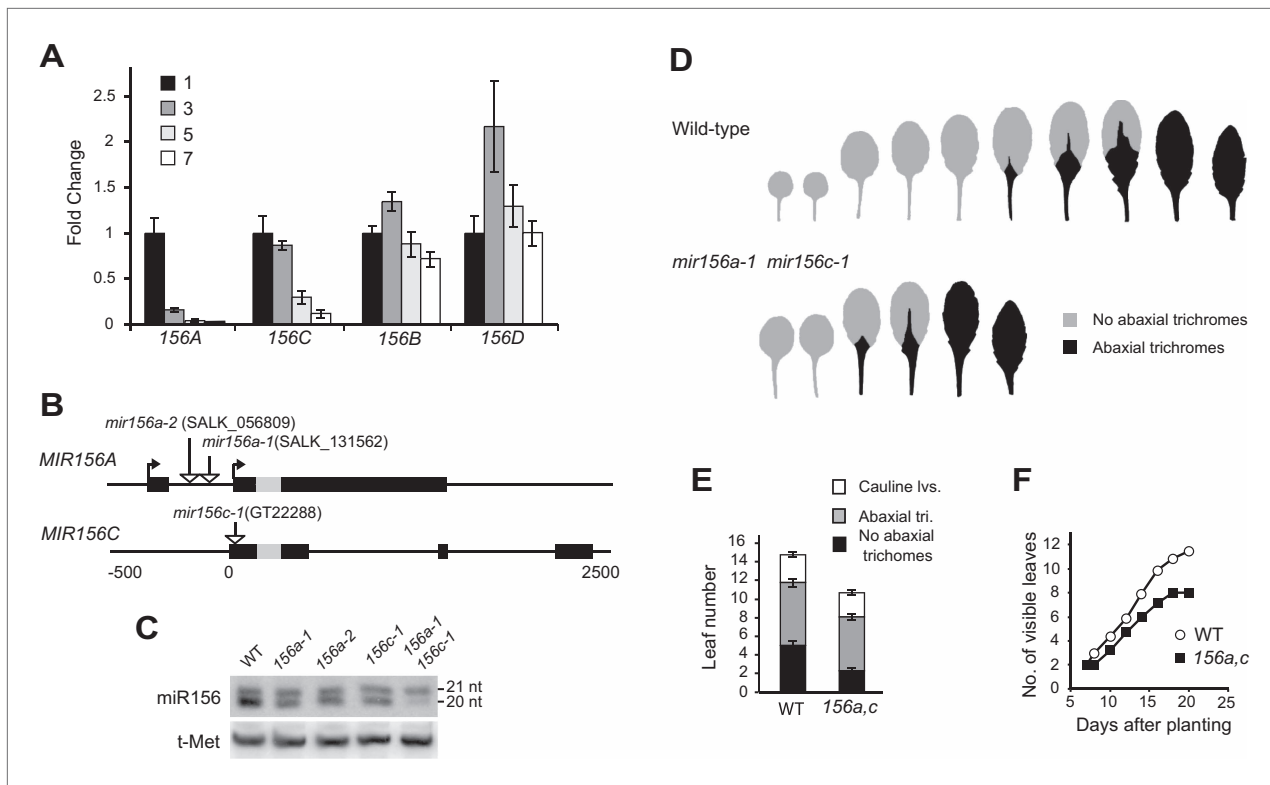 A
Fold Change
2.5
2
1.5
1
0.5
0
1
3
5
7
156A
156C
156B
156D
B
mir156a-2 (SALK_056809)
mir156a-1(SALK_131562)
MIR156A
mir156c-1(GT22288)
MIR156C
-500
0
2500
C
WT
156a-1
156a-2
156c-1
156a-1
156c-1
miR156
21 nt
20 nt
t-Met
D
Wild-type
mir156a-1 mir156c-1
No abaxial trichromes
Abaxial trichromes
E
Cauline lvs.
Abaxial tri.
No abaxial
trichomes
Leaf number
16
14
12
10
8
6
4
2
0
WT
156a,c
F
No. of visible leaves
12
10
8
6
4
2
0
WT
156a,c
5
10
15
20
25
Days after planting